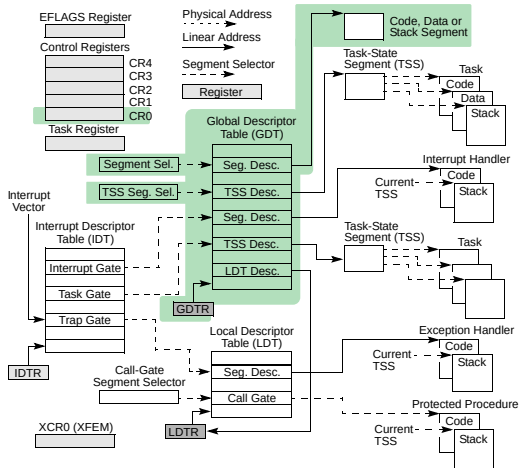 EFLAGS Register
Control Registers
CR4
CR3
CR2
CR1
CR0
Task Register
Physical Address
Linear Address
Segment Selector
Register
Code, Data or
Stack Segment
Task-State
Segment (TSS)
Task
Code
Data
Stack
Global Descriptor
Table (GDT)
Segment Sel.
Seg. Desc.
TSS Seg. Sel.
TSS Desc.
Seg. Desc.
TSS Desc.
LDT Desc.
GDTR
Interrupt Handler
Code
Current
TSS
Stack
Interrupt
Vector
Interrupt Descriptor
Table (IDT)
Interrupt Gate
Task Gate
Trap Gate
IDTR
Task-State
Segment (TSS)
Task
Local Descriptor
Table (LDT)
Call-Gate
Segment Selector
Seg. Desc.
Call Gate
LDTR
Exception Handler
Code
Current
TSS
Stack
Protected Procedure
Code
Current
TSS
Stack
XCR0 (XFEM)